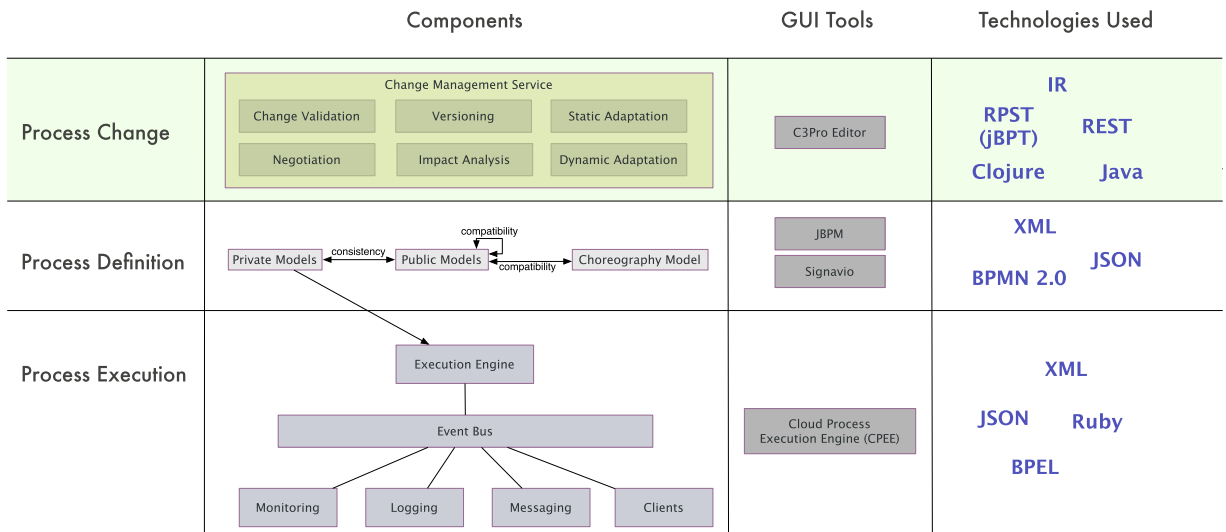 Components
GUI Tools
Technologies Used
Process Change
Change Management Service
Change Validation
Versioning
Static Adaptation
Negotiation
Impact Analysis
Dynamic Adaptation
C3Pro Editor
IR
RPST
(jBPT)
REST
Clojure
Java
Process Definition
Private Models
consistency
Public Models
compatibility
compatibility
Choreography Model
JBPM
Signavio
XML
JSON
BPMN 2.0
Process Execution
Execution Engine
Event Bus
Monitoring
Logging
Messaging
Clients
Cloud Process
Execution Engine (CPEE)
XML
JSON
Ruby
BPEL